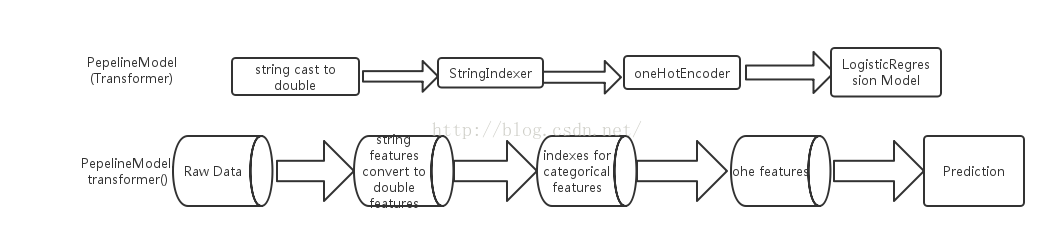 PepelineModel
(Transformer)
string cast to
double
StringIndexer
oneHotEncoder
LogisticRegres
sion Model
http://blog.csdn.net/
PepelineModel
transformer()
Raw Data
string
features
convert to
double
features
indexes for
categorical
features
ohe features
Prediction